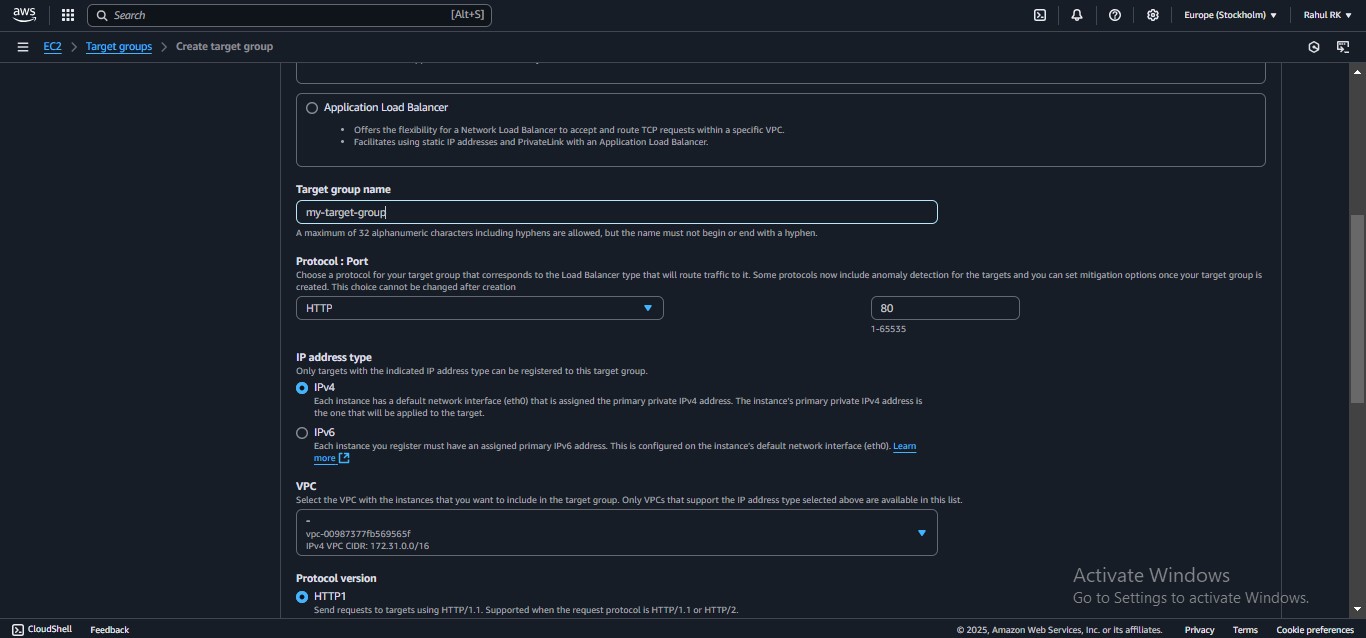 aws
Search
[Alt+S]
Europe (Stockholm)
Rahul RK
EC2
Target groups
Create target group
Application Load Balancer
• Offers the flexibility for a Network Load Balancer to accept and route TCP requests within a specific VPC.
• Facilitates using static IP addresses and PrivateLink with an Application Load Balancer.
Target group name
my-target-group
A maximum of 32 alphanumeric characters including hyphens are allowed, but the name must not begin or end with a hyphen.
Protocol : Port
Choose a protocol for your target group that corresponds to the Load Balancer type that will route traffic to it. Some protocols now include anomaly detection for the targets and you can set mitigation options once your target group is
created. This choice cannot be changed after creation
HTTP
80
1-65535
IP address type
Only targets with the indicated IP address type can be registered to this target group.
IPv4
Each instance has a default network interface (eth0) that is assigned the primary private IPv4 address. The instance's primary private IPv4 address is
the one that will be applied to the target.
IPv6
Each instance you register must have an assigned primary IPv6 address. This is configured on the instance's default network interface (eth0). Learn
more
VPC
Select the VPC with the instances that you want to include in the target group. Only VPCs that support the IP address type selected above are available in this list.
-
vpc-00987377fb569565f
IPv4 VPC CIDR: 172.31.0.0/16
Protocol version
HTTP1
Send requests to targets using HTTP/1.1. Supported when the request protocol is HTTP/1.1 or HTTP/2.
Activate Windows
Go to Settings to activate Windows.
CloudShell
Feedback
© 2025, Amazon Web Services, Inc. or its affiliates.
Privacy
Terms
Cookie preferences